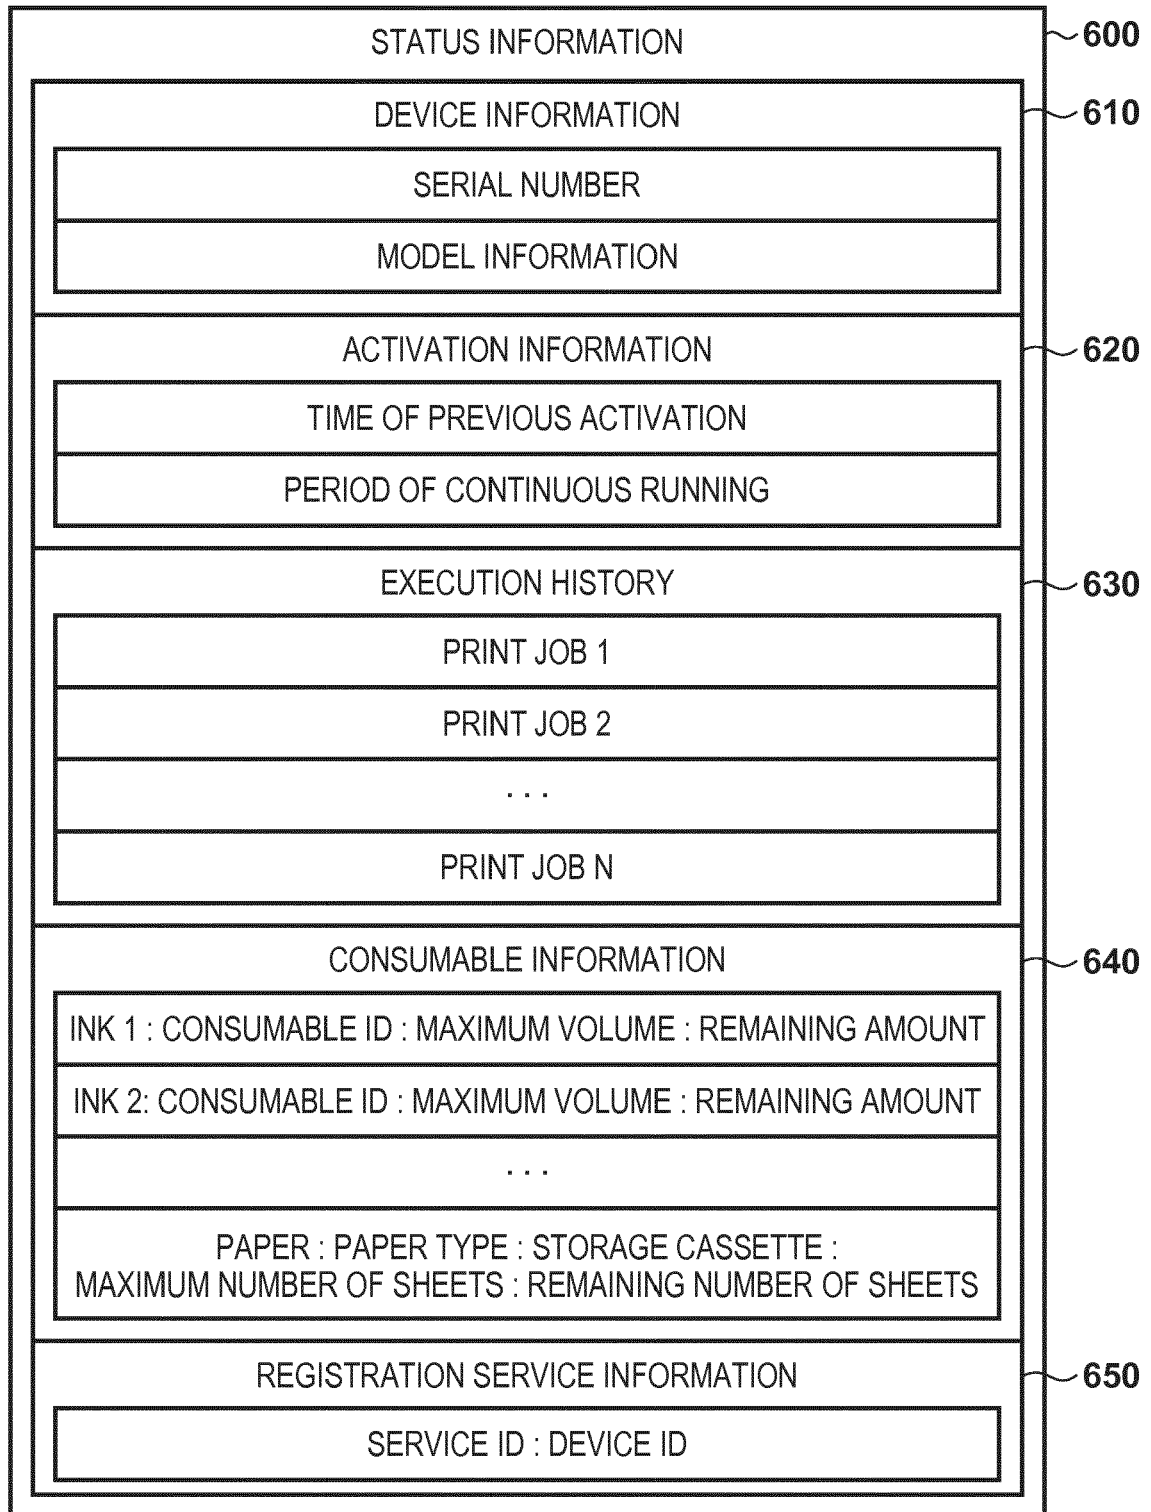 STATUS INFORMATION
600
DEVICE INFORMATION
610
SERIAL NUMBER
MODEL INFORMATION
ACTIVATION INFORMATION
620
TIME OF PREVIOUS ACTIVATION
PERIOD OF CONTINUOUS RUNNING
EXECUTION HISTORY
630
PRINT JOB 1
PRINT JOB 2
. . .
PRINT JOB N
CONSUMABLE INFORMATION
640
INK 1 : CONSUMABLE ID : MAXIMUM VOLUME : REMAINING AMOUNT
INK 2: CONSUMABLE ID : MAXIMUM VOLUME : REMAINING AMOUNT
. . .
PAPER : PAPER TYPE : STORAGE CASSETTE :
MAXIMUM NUMBER OF SHEETS : REMAINING NUMBER OF SHEETS
REGISTRATION SERVICE INFORMATION
650
SERVICE ID : DEVICE ID